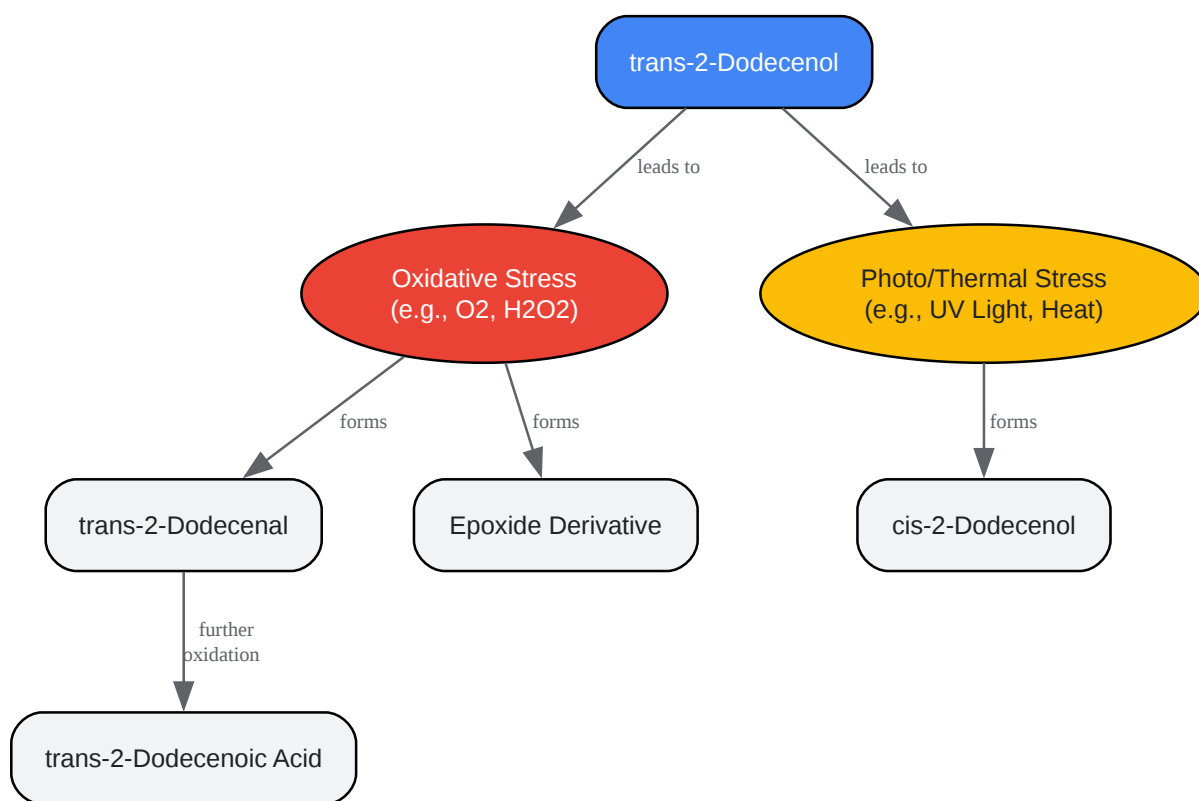 trans-2-Dodecenol
leads to
leads to
Oxidative Stress
(e.g., O2, H2O2)
Photo/Thermal Stress
(e.g., UV Light, Heat)
forms
forms
forms
trans-2-Dodecenal
Epoxide Derivative
cis-2-Dodecenol
further
oxidation
trans-2-Dodecenoic Acid